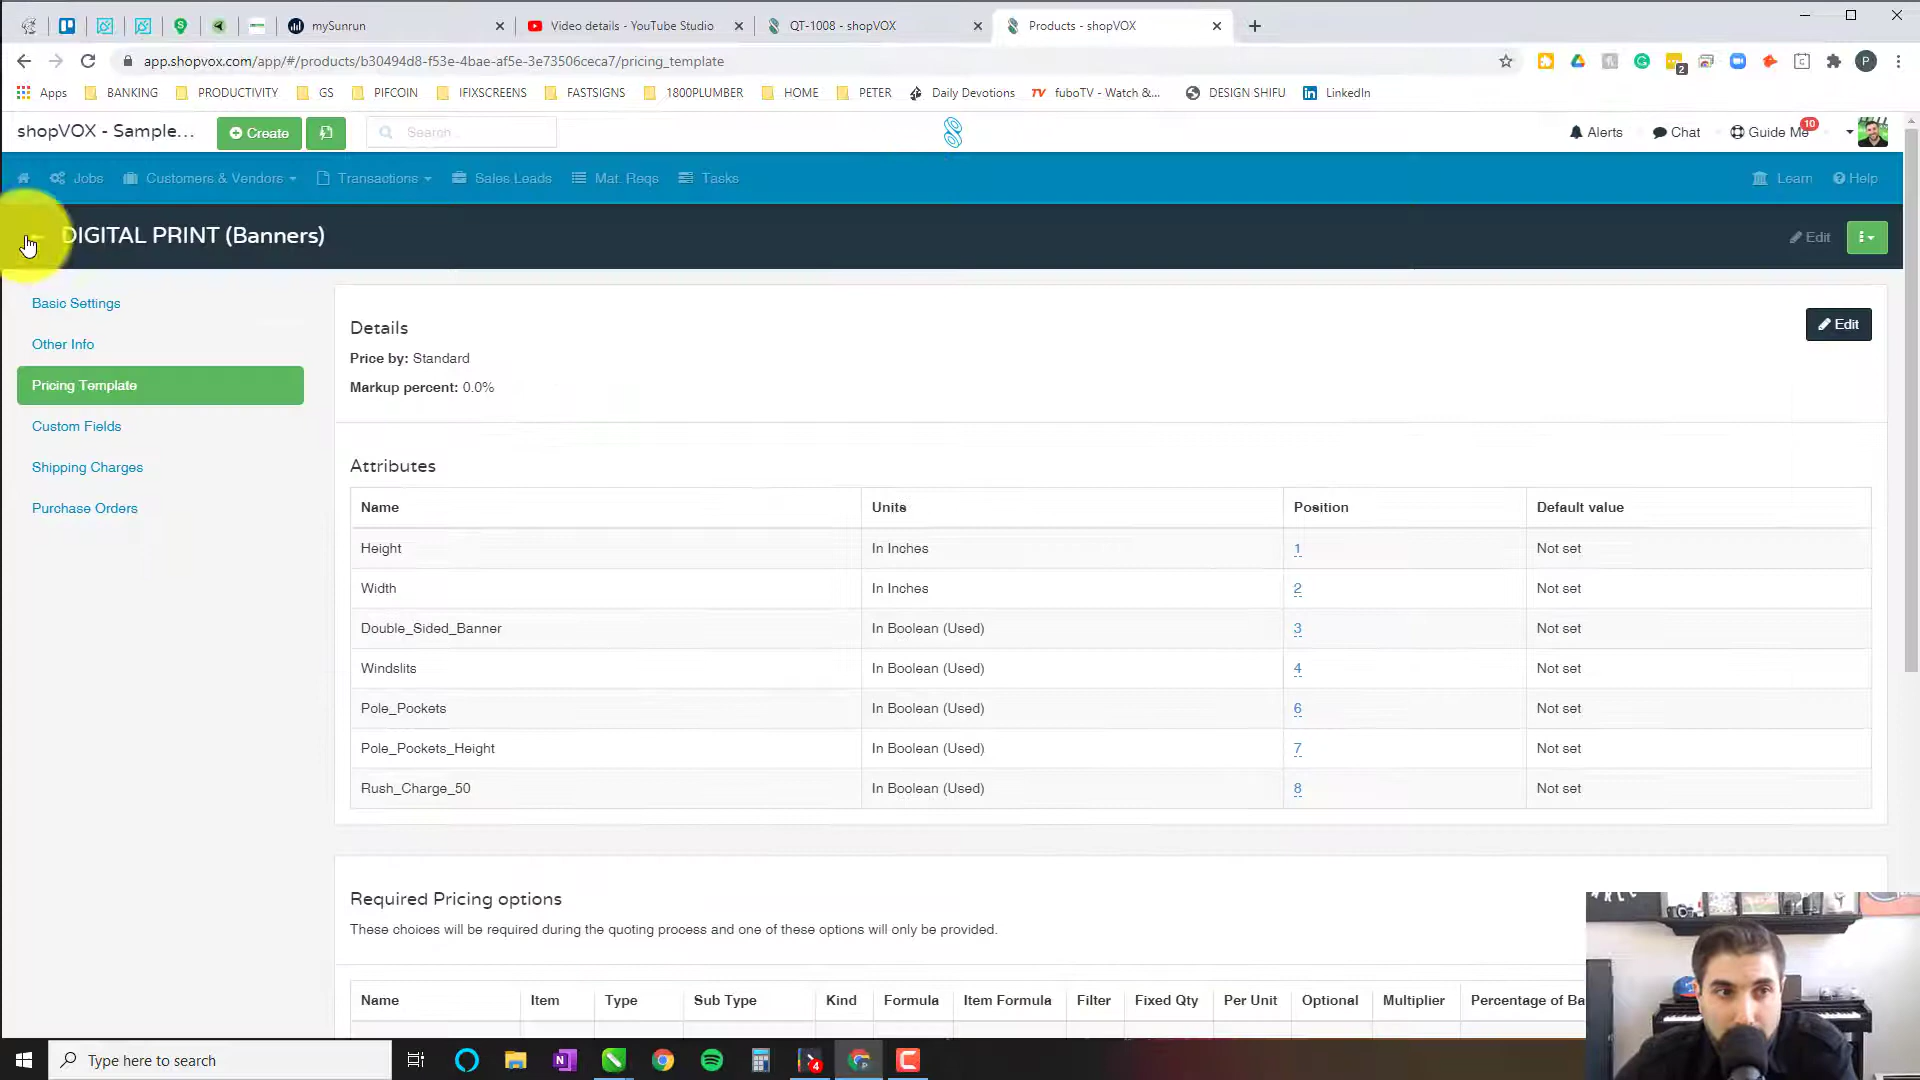 mySunrun
Video details - YouTube Studio
QT-1008 - shopVOX
Products - shopVOX
app.shopvox.com/app/#/products/b30494d8-f53e-4bae-af5e-3e73506ceca7/pricing_template
2
P
Apps
BANKING
PRODUCTIVITY
GS
PIFCOIN
IFIXSCREENS
FASTSIGNS
1800PLUMBER
HOME
PETER
Daily Devotions
fuboTV - Watch &...
DESIGN SHIFU
LinkedIn
shopVOX - Sample...
Create
Search...
Alerts
Chat
Guide Me
10
Jobs
Customers & Vendors
Transactions
Sales Leads
Mat. Reqs
Tasks
Learn
Help
DIGITAL PRINT (Banners)
Edit
Basic Settings
Other Info
Pricing Template
Custom Fields
Shipping Charges
Purchase Orders
Details
Edit
Price by: Standard
Markup percent: 0.0%
Attributes
Name Units Position Default value
Height In Inches 1 Not set
Width In Inches 2 Not set
Double_Sided_Banner In Boolean (Used) 3 Not set
Windslits In Boolean (Used) 4 Not set
Pole_Pockets In Boolean (Used) 6 Not set
Pole_Pockets_Height In Boolean (Used) 7 Not set
Rush_Charge_50 In Boolean (Used) 8 Not set
Required Pricing options
These choices will be required during the quoting process and one of these options will only be provided.
Name Item Type Sub Type Kind Formula Item Formula Filter Fixed Qty Per Unit Optional Multiplier Percentage of Ba
Type here to search
4